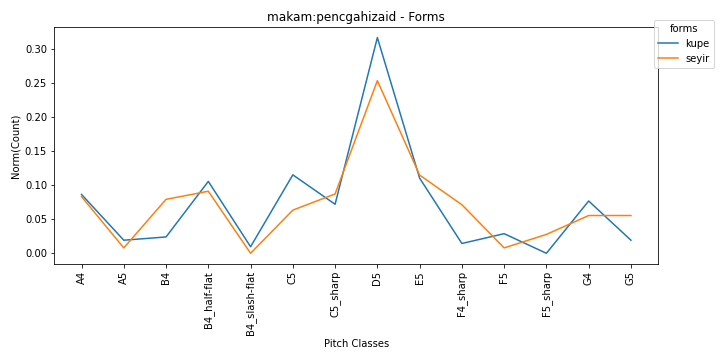 makam:pencgahizaid - Forms
forms
kupe
seyir
Norm(Count)
0.30
0.25
0.20
0.15
0.10
0.05
0.00
A4
A5
B4
B4_half-flat
B4_slash-flat
C5
C5_sharp
D5
E5
F4_sharp
F5
F5_sharp
G4
G5
Pitch Classes